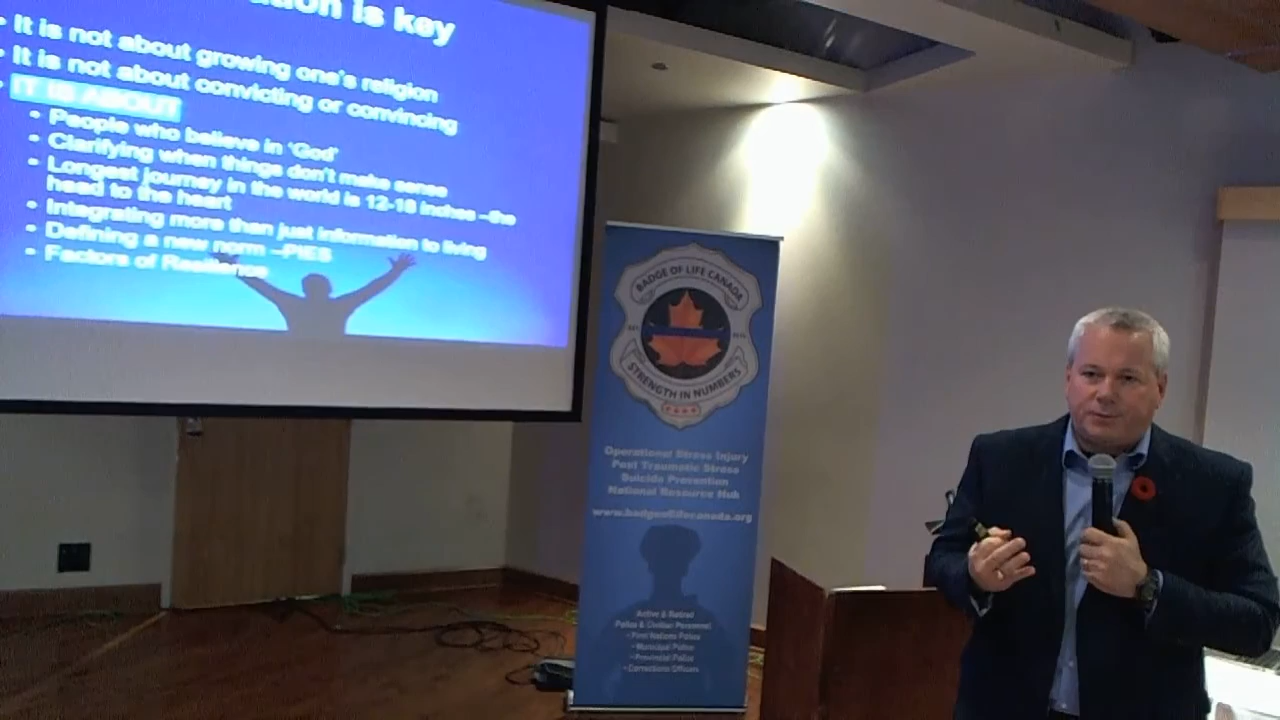 is key
• It is not about growing one's religion
• It is not about convicting or convincing
• IT IS ABOUT
• People who believe in 'God'
• Clarifying when things don't make sense
• Longest journey in the world is 12-18 inches –the
head to the heart
• Integrating more than just information to living
• Defining a new norm –PIES
• Factors of Resilience
BADGE OF LIFE CANADA
STRENGTH IN NUMBERS
Operational Stress Injury
Post Traumatic Stress
Suicide Prevention
National Resource Hub
www.badgeoflifecanada.org
Active & Retired
Police & Civilian Personnel
- First Nations Police
- Municipal Police
- Provincial Police
- Corrections Officers